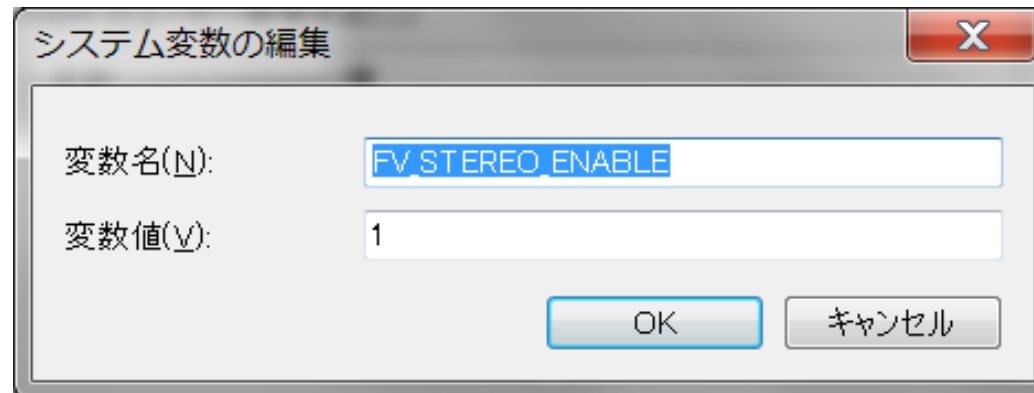 システム変数の編集
変数名(N):
FV_STEREO_ENABLE
変数値(V):
1
OK
キャンセル